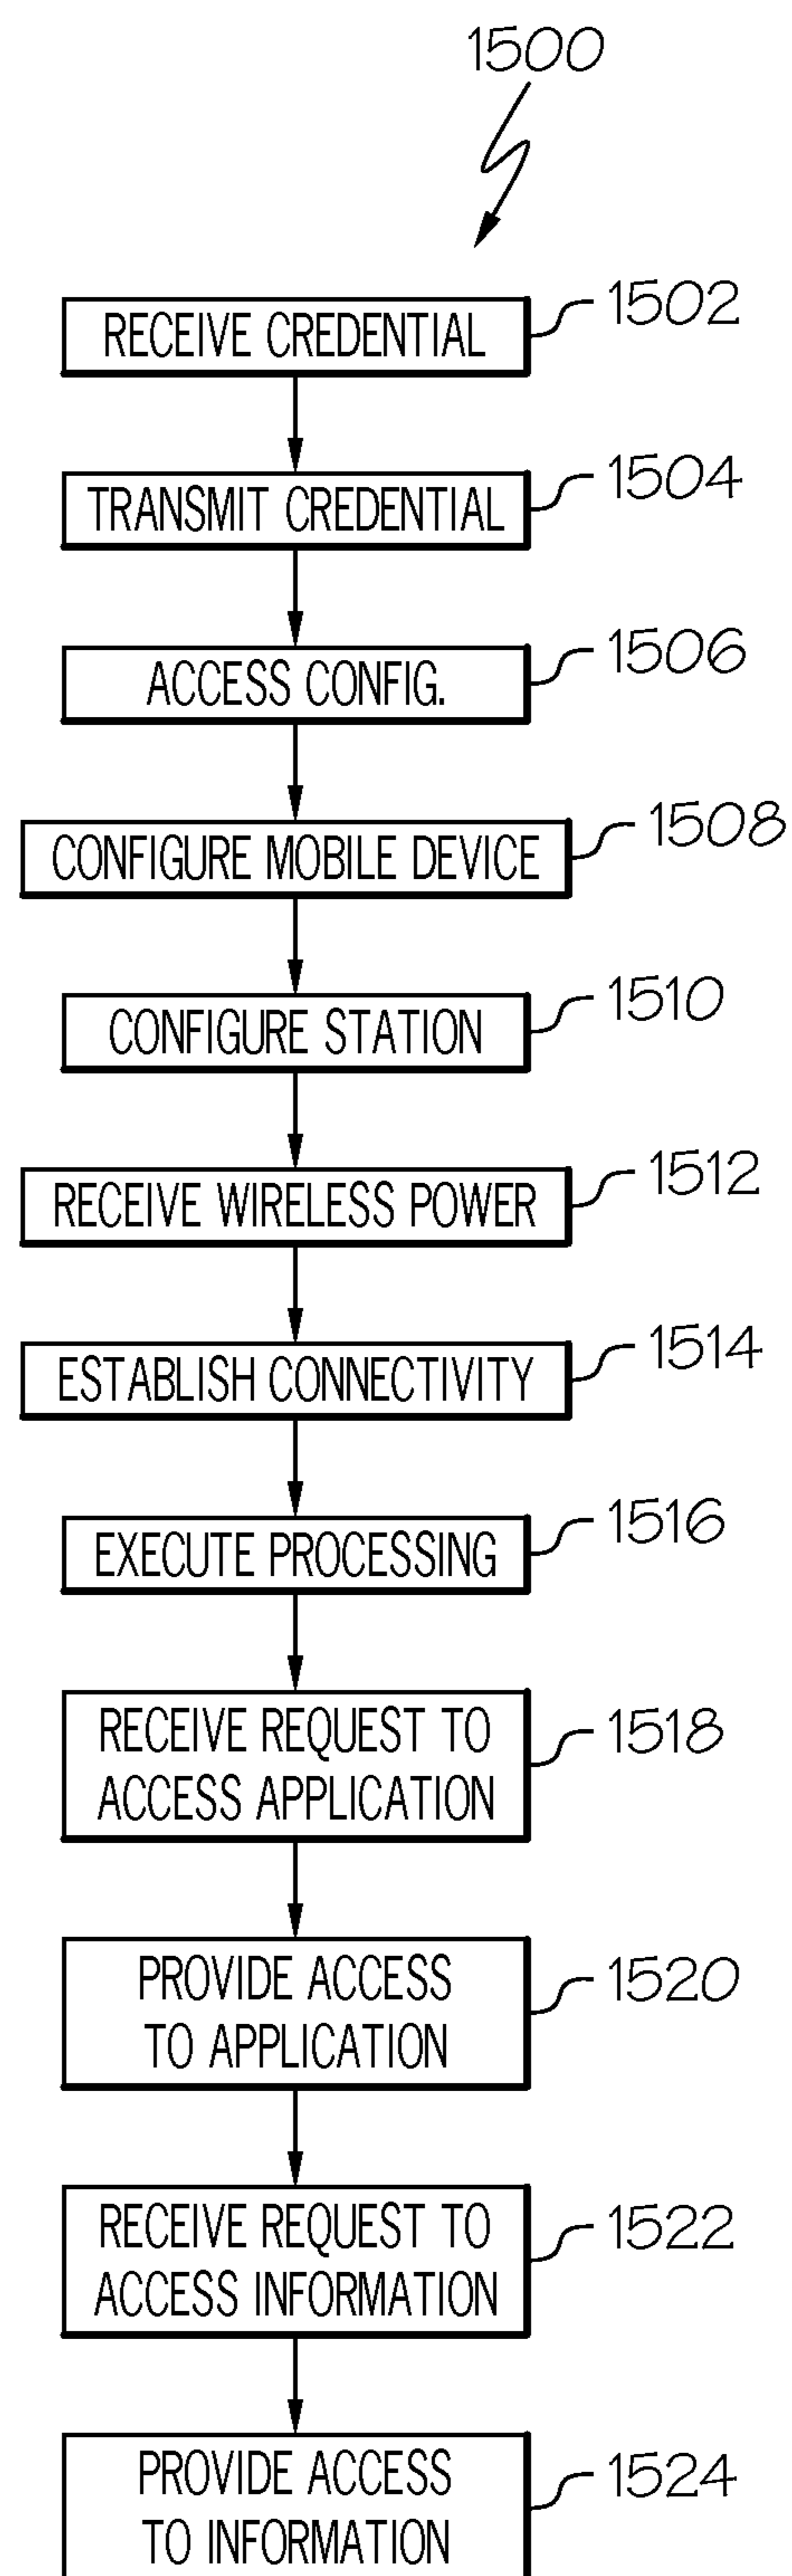 1500
RECEIVE CREDENTIAL
1502
TRANSMIT CREDENTIAL
1504
ACCESS CONFIG.
1506
CONFIGURE MOBILE DEVICE
1508
CONFIGURE STATION
1510
RECEIVE WIRELESS POWER
1512
ESTABLISH CONNECTIVITY
1514
EXECUTE PROCESSING
1516
RECEIVE REQUEST TO
ACCESS APPLICATION
1518
PROVIDE ACCESS
TO APPLICATION
1520
RECEIVE REQUEST TO
ACCESS INFORMATION
1522
PROVIDE ACCESS
TO INFORMATION
1524